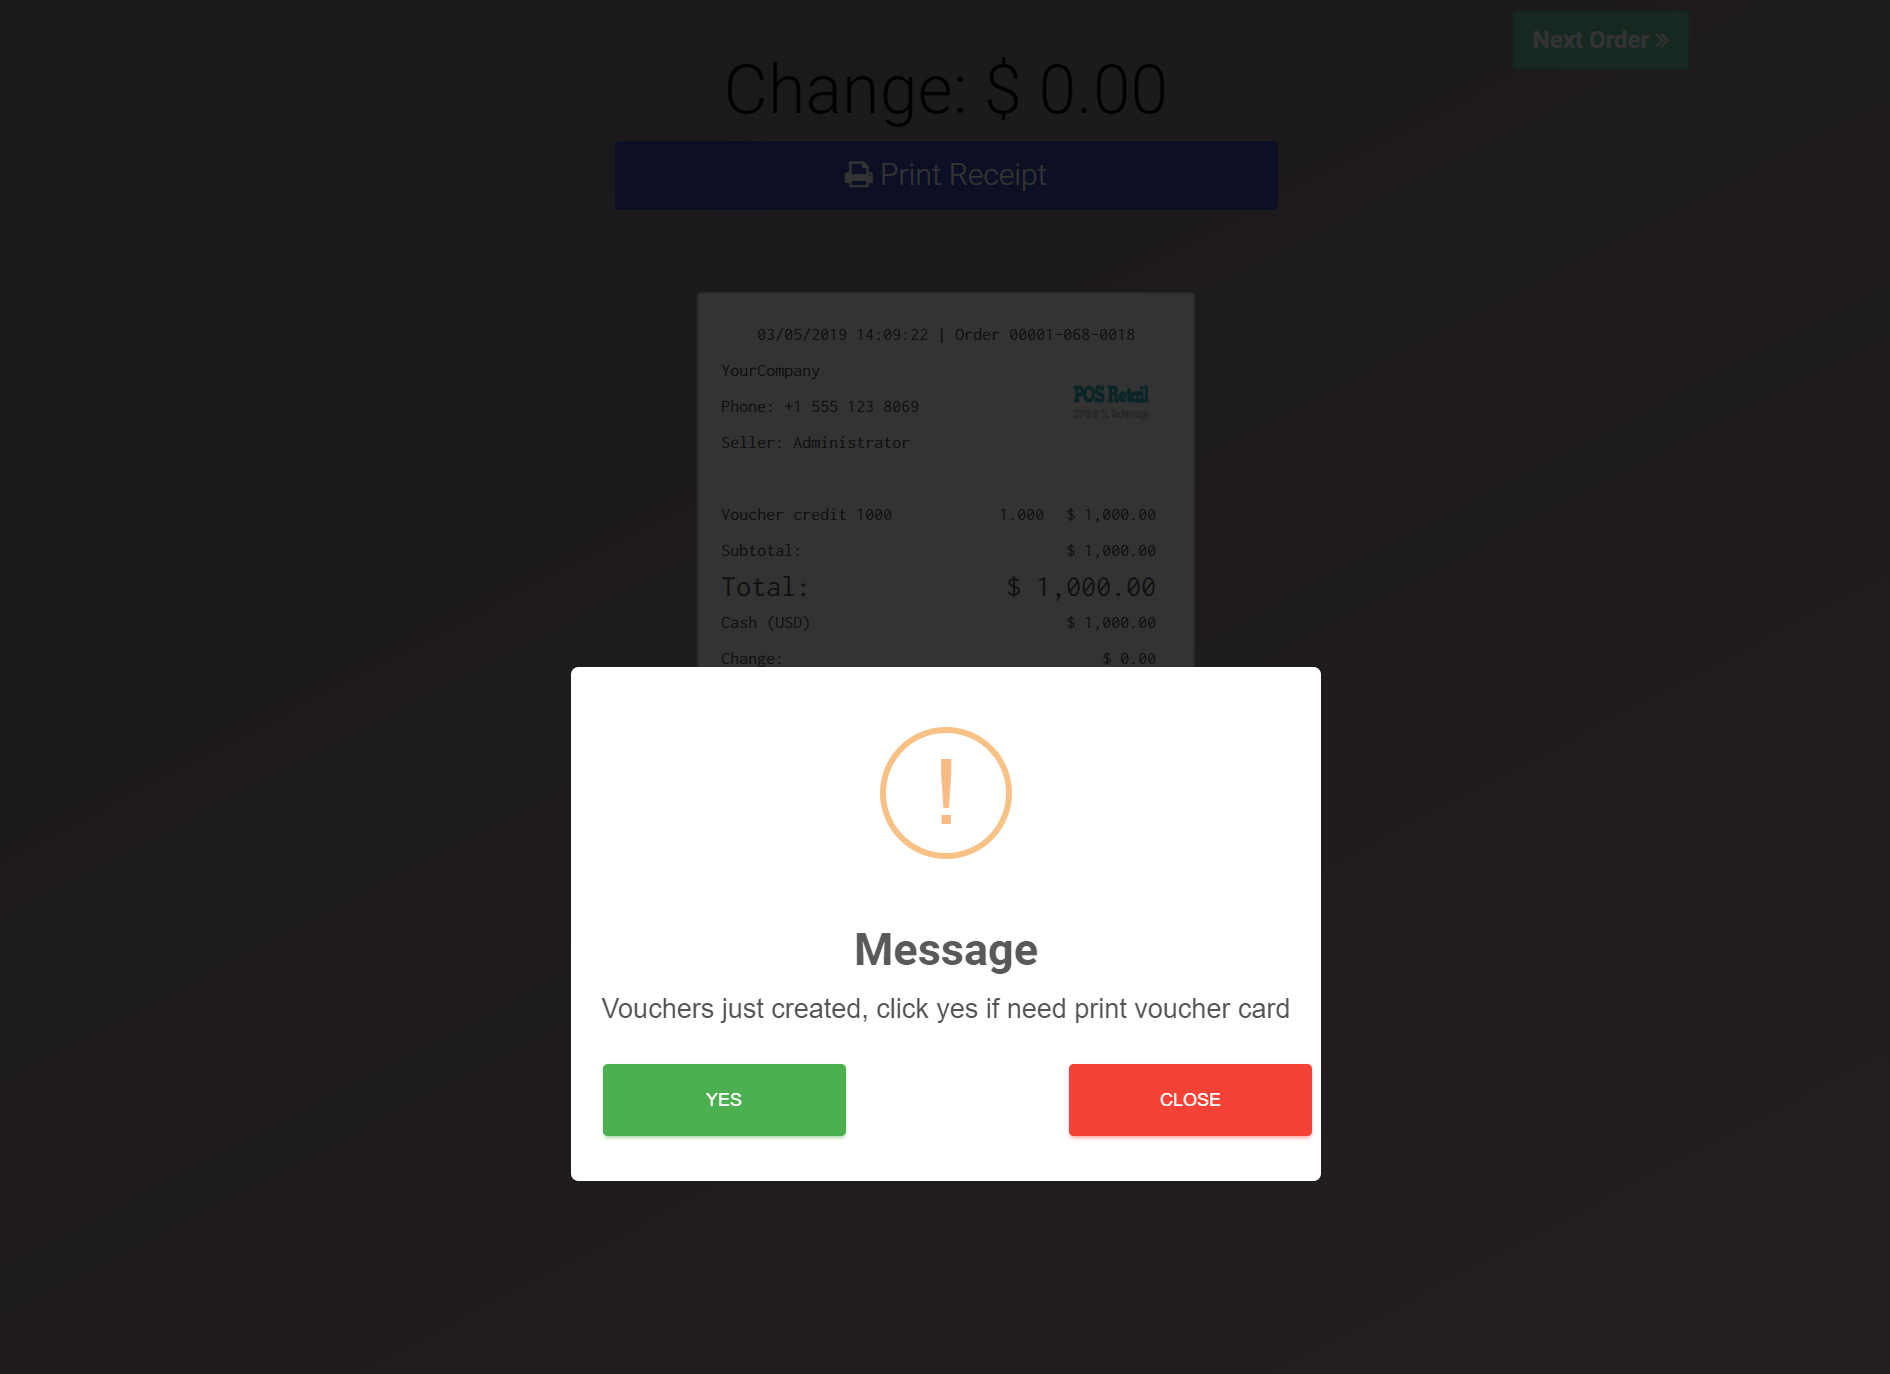 Next Order »
Change: $ 0.00
Print Receipt
03/05/2019 14:09:22 | Order 00001-068-0018
YourCompany
POS Retail
2018 © TL Technology
Phone: +1 555 123 8069
Seller: Administrator
Voucher credit 1000 1.000 $ 1,000.00
Subtotal: $ 1,000.00
Total: $ 1,000.00
Cash (USD) $ 1,000.00
Change: $ 0.00
!
Message
Vouchers just created, click yes if need print voucher card
YES CLOSE